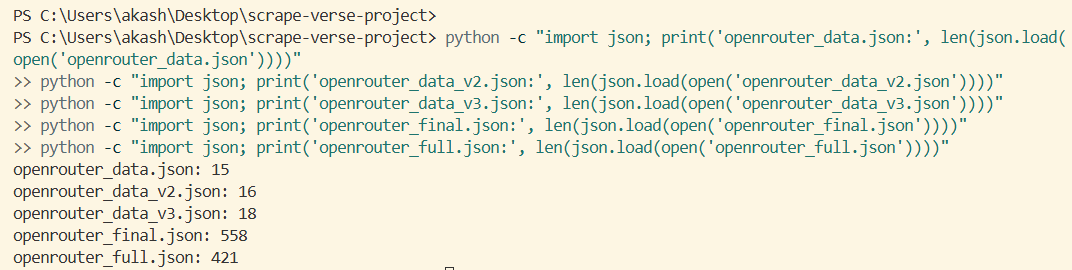 PS C:\Users\akash\Desktop\scrape-verse-project>
PS C:\Users\akash\Desktop\scrape-verse-project> python -c "import json; print('openrouter_data.json:', len(json.load(
open('openrouter_data.json'))))"
>> python -c "import json; print('openrouter_data_v2.json:', len(json.load(open('openrouter_data_v2.json'))))"
>> python -c "import json; print('openrouter_data_v3.json:', len(json.load(open('openrouter_data_v3.json'))))"
>> python -c "import json; print('openrouter_final.json:', len(json.load(open('openrouter_final.json'))))"
>> python -c "import json; print('openrouter_full.json:', len(json.load(open('openrouter_full.json'))))"
openrouter_data.json: 15
openrouter_data_v2.json: 16
openrouter_data_v3.json: 18
openrouter_final.json: 558
openrouter_full.json: 421